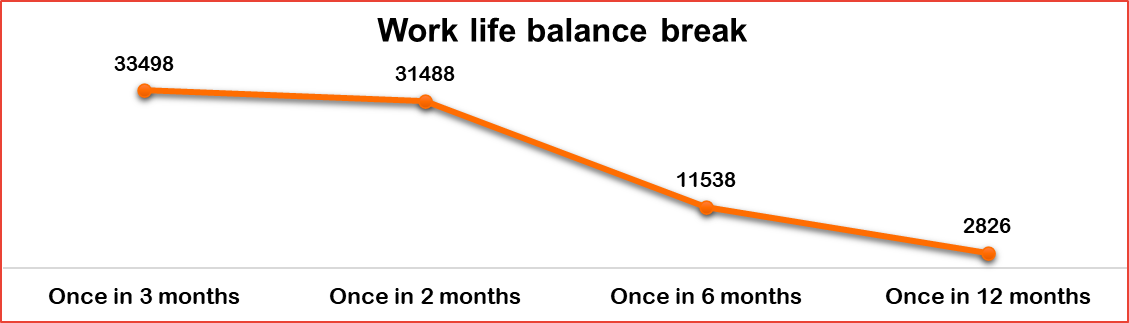 Work life balance break
33498
31488
11538
2826
Once in 3 months
Once in 2 months
Once in 6 months
Once in 12 months